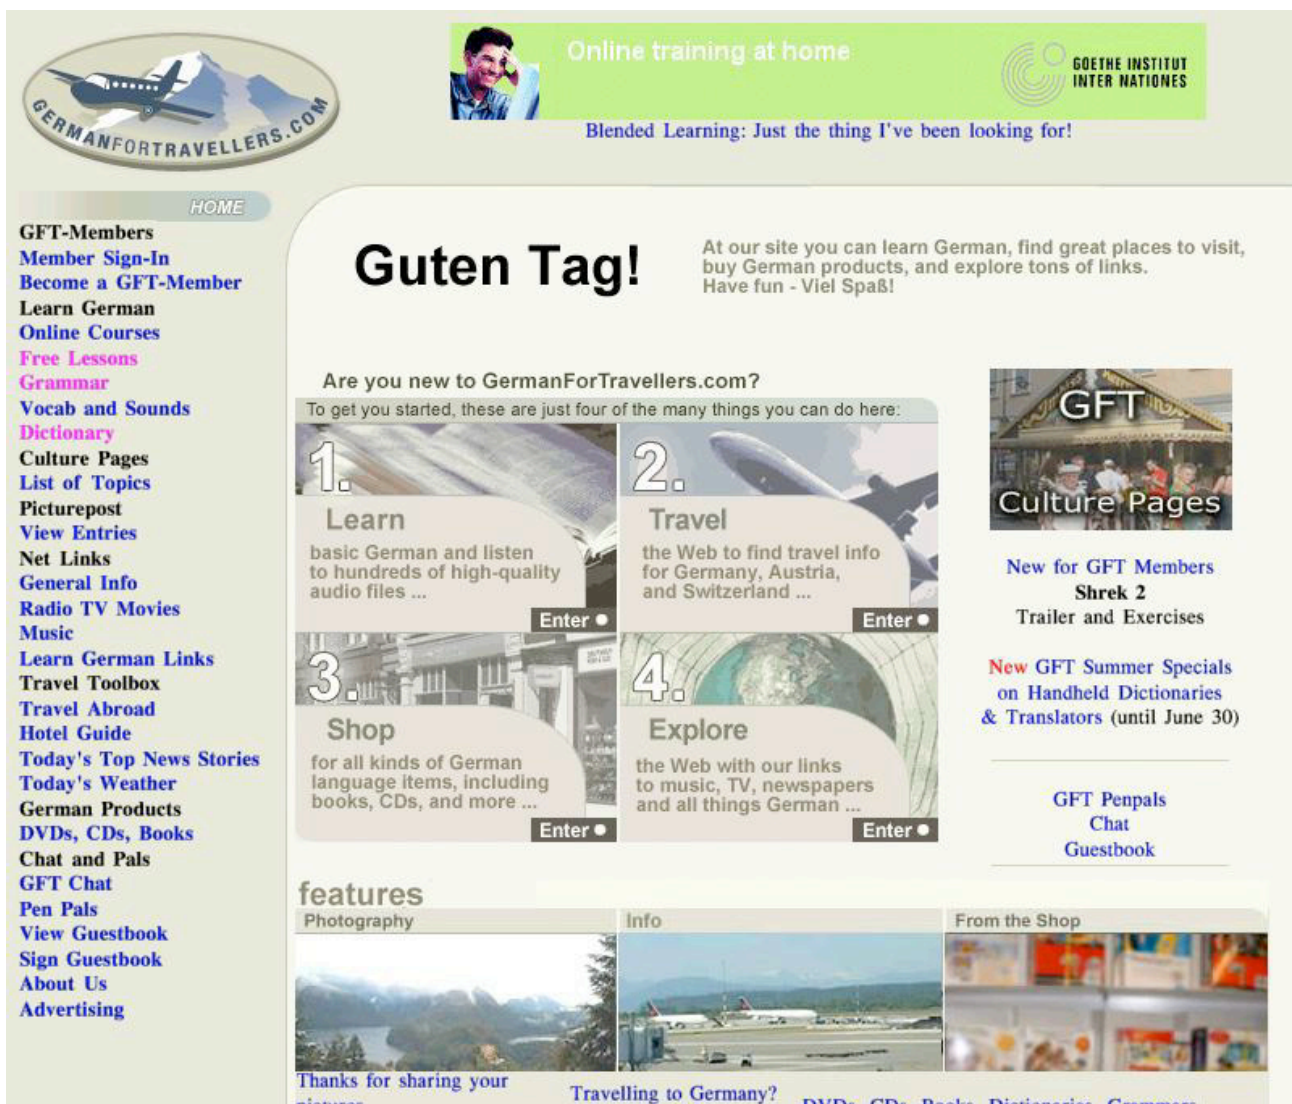 GERMANFORTRAVELLERS.COM
Online training at home
GOETHE INSTITUT
INTER NATIONES
Blended Learning: Just the thing I've been looking for!
HOME
GFT-Members
Member Sign-In
Become a GFT-Member
Learn German
Online Courses
Free Lessons
Grammar
Vocab and Sounds
Dictionary
Culture Pages
List of Topics
Picturepost
View Entries
Net Links
General Info
Radio TV Movies
Music
Learn German Links
Travel Toolbox
Travel Abroad
Hotel Guide
Today's Top News Stories
Today's Weather
German Products
DVDs, CDs, Books
Chat and Pals
GFT Chat
Pen Pals
View Guestbook
Sign Guestbook
About Us
Advertising
Guten Tag!
At our site you can learn German, find great places to visit,
buy German products, and explore tons of links.
Have fun - Viel Spaß!
Are you new to GermanForTravellers.com?
To get you started, these are just four of the many things you can do here:
1.
Learn
basic German and listen
to hundreds of high-quality
audio files ...
Enter
2.
Travel
the Web to find travel info
for Germany, Austria,
and Switzerland ...
Enter
3.
Shop
for all kinds of German
language items, including
books, CDs, and more ...
Enter
4.
Explore
the Web with our links
to music, TV, newspapers
and all things German ...
Enter
GFT
Culture Pages
New for GFT Members
Shrek 2
Trailer and Exercises
New GFT Summer Specials
on Handheld Dictionaries
& Translators (until June 30)
GFT Penpals
Chat
Guestbook
features
Photography
Info
From the Shop
Thanks for sharing your
Travelling to Germany?
DVDs, CDs, Books, Dictionaries, Grammars